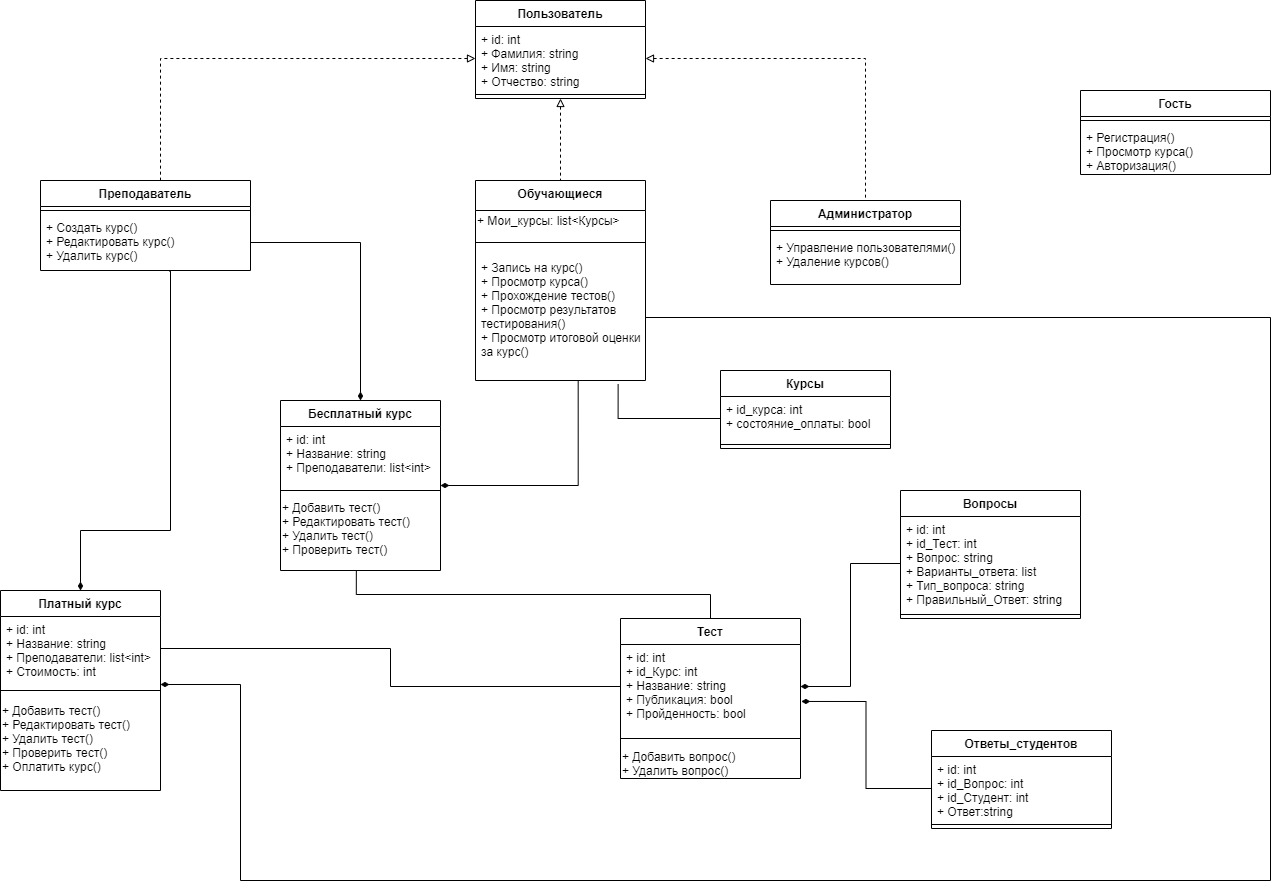 Пользователь
+ id: int
+ Фамилия: string
+ Имя: string
+ Отчество: string
Гость
+ Регистрация()
+ Просмотр курса()
+ Авторизация()
Преподаватель
+ Создать курс()
+ Редактировать курс()
+ Удалить курс()
Обучающиеся
+ Мои_курсы: list<Курсы>
+ Запись на курс()
+ Просмотр курса()
+ Прохождение тестов()
+ Просмотр результатов
тестирования()
+ Просмотр итоговой оценки
за курс()
Администратор
+ Управление пользователями()
+ Удаление курсов()
Курсы
+ id_курса: int
+ состояние_оплаты: bool
Бесплатный курс
+ id: int
+ Название: string
+ Преподаватели: list<int>
+ Добавить тест()
+ Редактировать тест()
+ Удалить тест()
+ Проверить тест()
Вопросы
+ id: int
+ id_Тест: int
+ Вопрос: string
+ Варианты_ответа: list
+ Тип_вопроса: string
+ Правильный_Ответ: string
Платный курс
+ id: int
+ Название: string
+ Преподаватели: list<int>
+ Стоимость: int
+ Добавить тест()
+ Редактировать тест()
+ Удалить тест()
+ Проверить тест()
+ Оплатить курс()
Тест
+ id: int
+ id_Курс: int
+ Название: string
+ Публикация: bool
+ Пройденность: bool
+ Добавить вопрос()
+ Удалить вопрос()
Ответы_студентов
+ id: int
+ id_Вопрос: int
+ id_Студент: int
+ Ответ:string